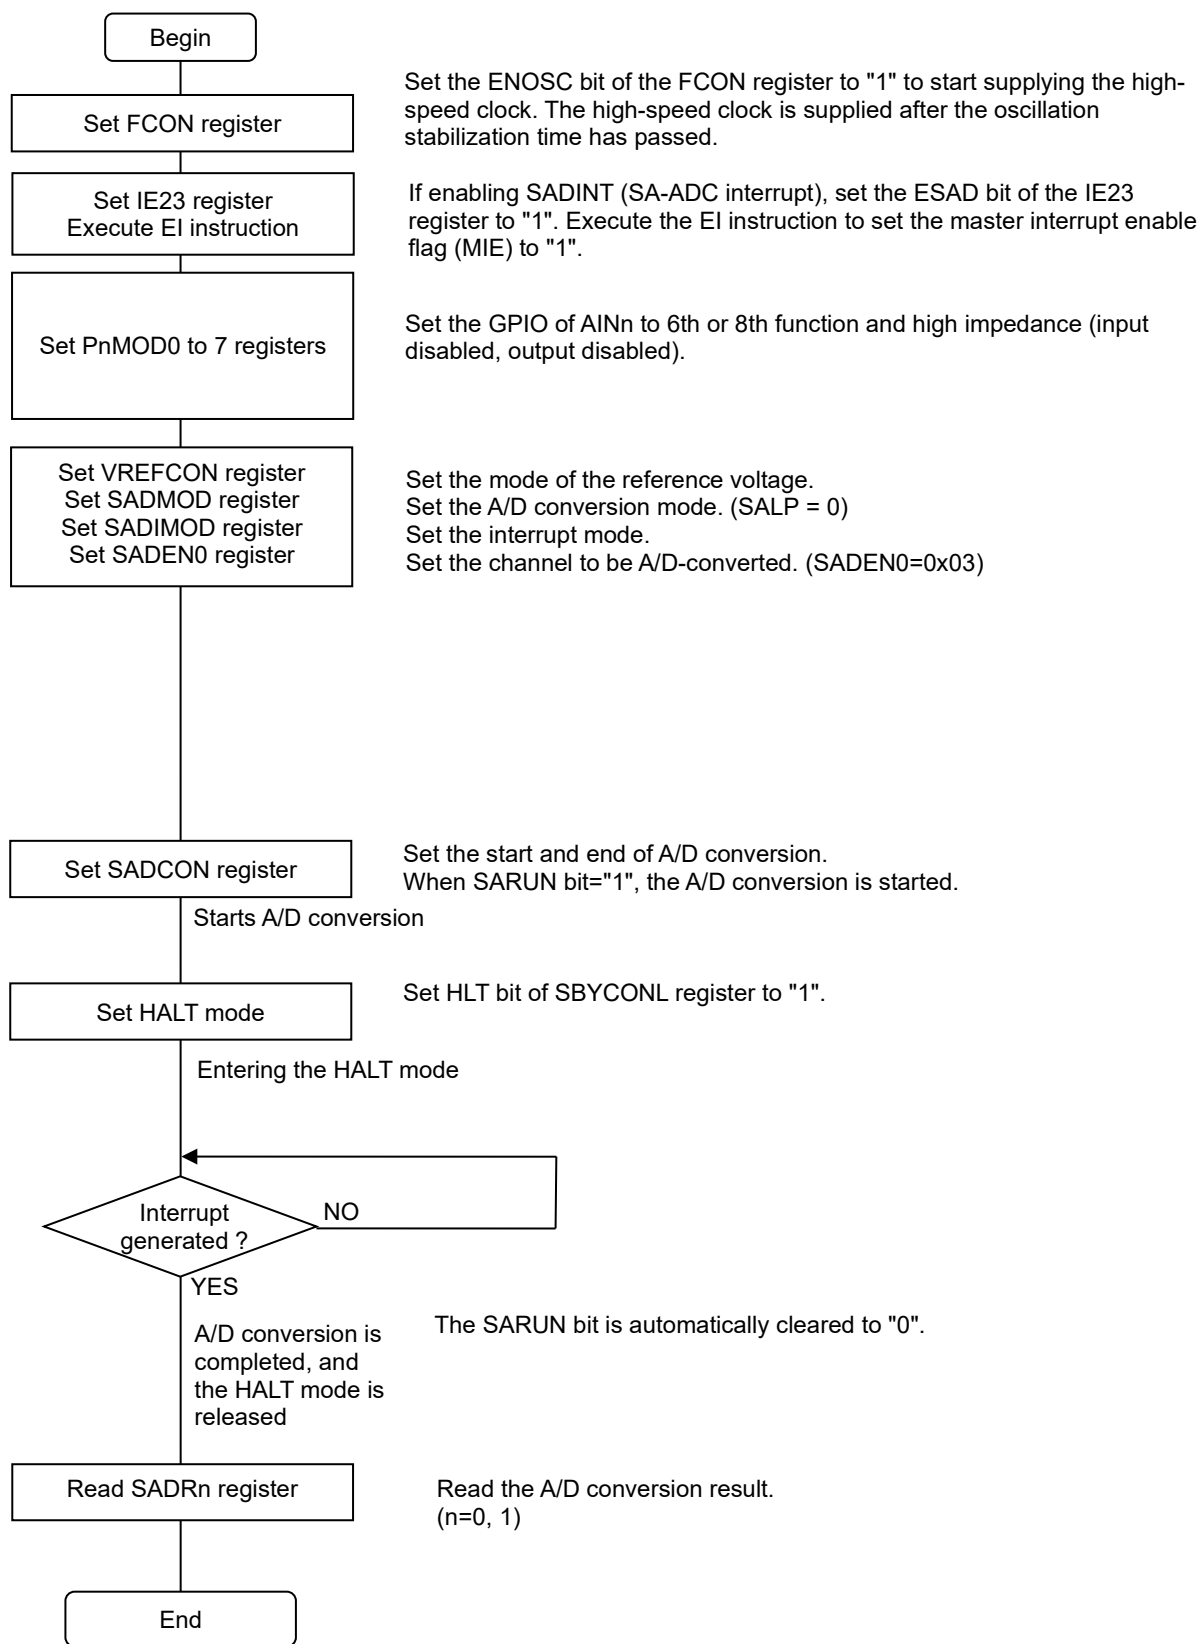 Begin
Set FCON register
Set the ENOSC bit of the FCON register to "1" to start supplying the high-
speed clock. The high-speed clock is supplied after the oscillation
stabilization time has passed.
Set IE23 register
Execute EI instruction
If enabling SADINT (SA-ADC interrupt), set the ESAD bit of the IE23
register to "1". Execute the EI instruction to set the master interrupt enable
flag (MIE) to "1".
Set PnMOD0 to 7 registers
Set the GPIO of AINn to 6th or 8th function and high impedance (input
disabled, output disabled).
Set VREFCON register
Set SADMOD register
Set SADIMOD register
Set SADEN0 register
Set the mode of the reference voltage.
Set the A/D conversion mode. (SALP = 0)
Set the interrupt mode.
Set the channel to be A/D-converted. (SADEN0=0x03)
Set SADCON register
Set the start and end of A/D conversion.
When SARUN bit="1", the A/D conversion is started.
Starts A/D conversion
Set HALT mode
Set HLT bit of SBYCONL register to "1".
Entering the HALT mode
Interrupt
generated ?
NO
YES
A/D conversion is
completed, and
the HALT mode is
released
The SARUN bit is automatically cleared to "0".
Read SADRn register
Read the A/D conversion result.
(n=0, 1)
End